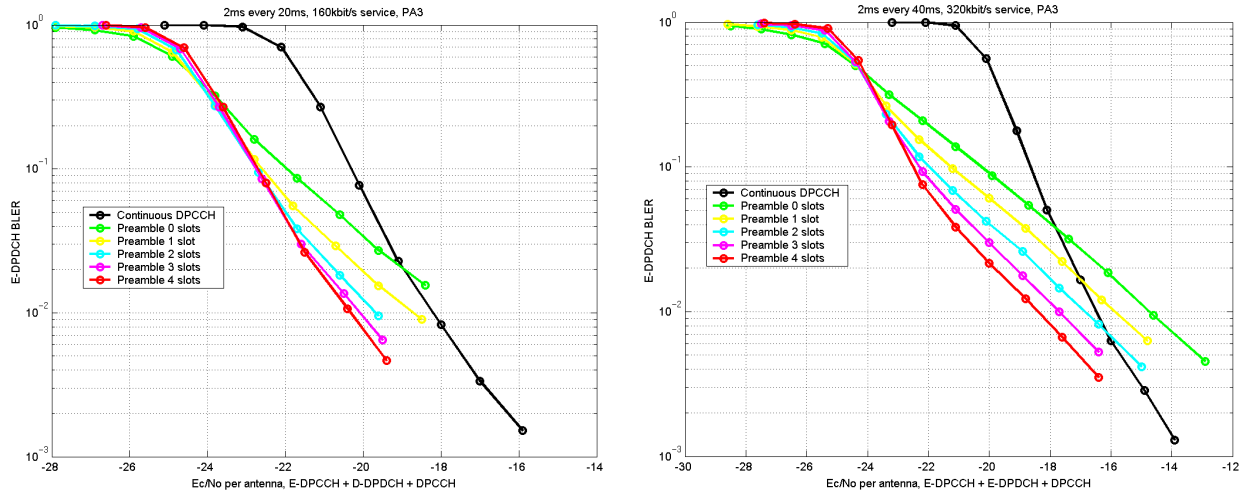 2ms every 20ms, 160kbit/s service, PA3
10^0
10^-1
10^-2
10^-3
E-DPDCH BLER
Continuous DPCCH
Preamble 0 slots
Preamble 1 slot
Preamble 2 slots
Preamble 3 slots
Preamble 4 slots
-28 -26 -24 -22 -20 -18 -16 -14
Ec/No per antenna, E-DPCCH + D-DPDCH + DPCCH
2ms every 40ms, 320kbit/s service, PA3
10^0
10^-1
10^-2
10^-3
E-DPDCH BLER
Continuous DPCCH
Preamble 0 slots
Preamble 1 slot
Preamble 2 slots
Preamble 3 slots
Preamble 4 slots
-30 -28 -26 -24 -22 -20 -18 -16 -14 -12
Ec/No per antenna, E-DPCCH + E-DPDCH + DPCCH